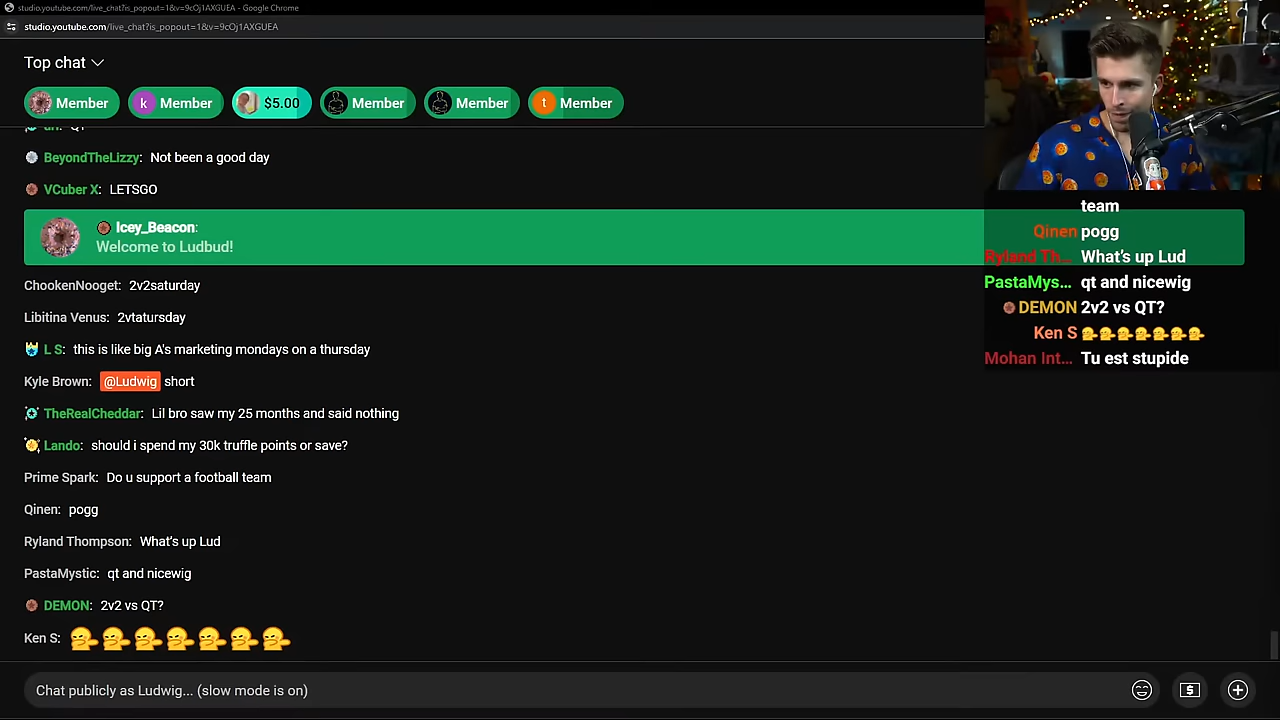 studio.youtube.com/live_chat?is_popout=1&v=9cOj1AXGUEA - Google Chrome
studio.youtube.com/live_chat?is_popout=1&v=9cOj1AXGUEA
Top chat
Member
k Member
$5.00
Member
Member
t Member
QT
BeyondTheLizzy: Not been a good day
VCuber X: LETSGO
Icey_Beacon:
Welcome to Ludbud!
ChookenNooget: 2v2saturday
Libitina Venus: 2vtatursday
L S: this is like big A's marketing mondays on a thursday
Kyle Brown: @Ludwig short
TheRealCheddar: Lil bro saw my 25 months and said nothing
Lando: should i spend my 30k truffle points or save?
Prime Spark: Do u support a football team
Qinen: pogg
Ryland Thompson: What's up Lud
PastaMystic: qt and nicewig
DEMON: 2v2 vs QT?
Ken S:
Chat publicly as Ludwig... (slow mode is on)
team
Qinen pogg
Ryland Th... What's up Lud
PastaMys... qt and nicewig
DEMON 2v2 vs QT?
Ken S
Mohan Int... Tu est stupide